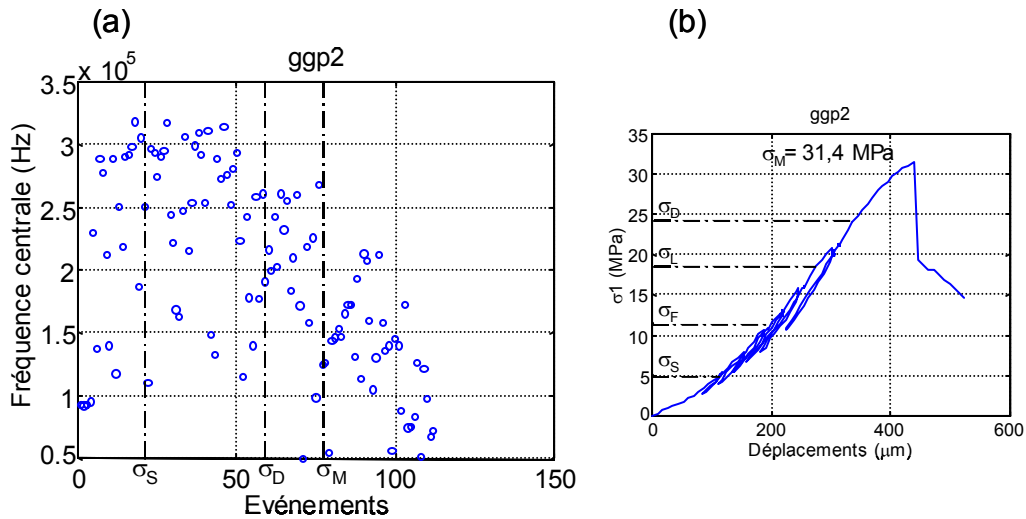 (a)
ggp2
x 10⁵
3.5
3
2.5
2
1.5
1
0.5
Fréquence centrale (Hz)
0 σS 50 σD σM 100 150
Evénements
(b)
ggp2
σM= 31,4 MPa
35
30
25
20
15
10
5
0
σD
σL
σF
σS
σ1 (MPa)
0 200 400 600
Déplacements (μm)